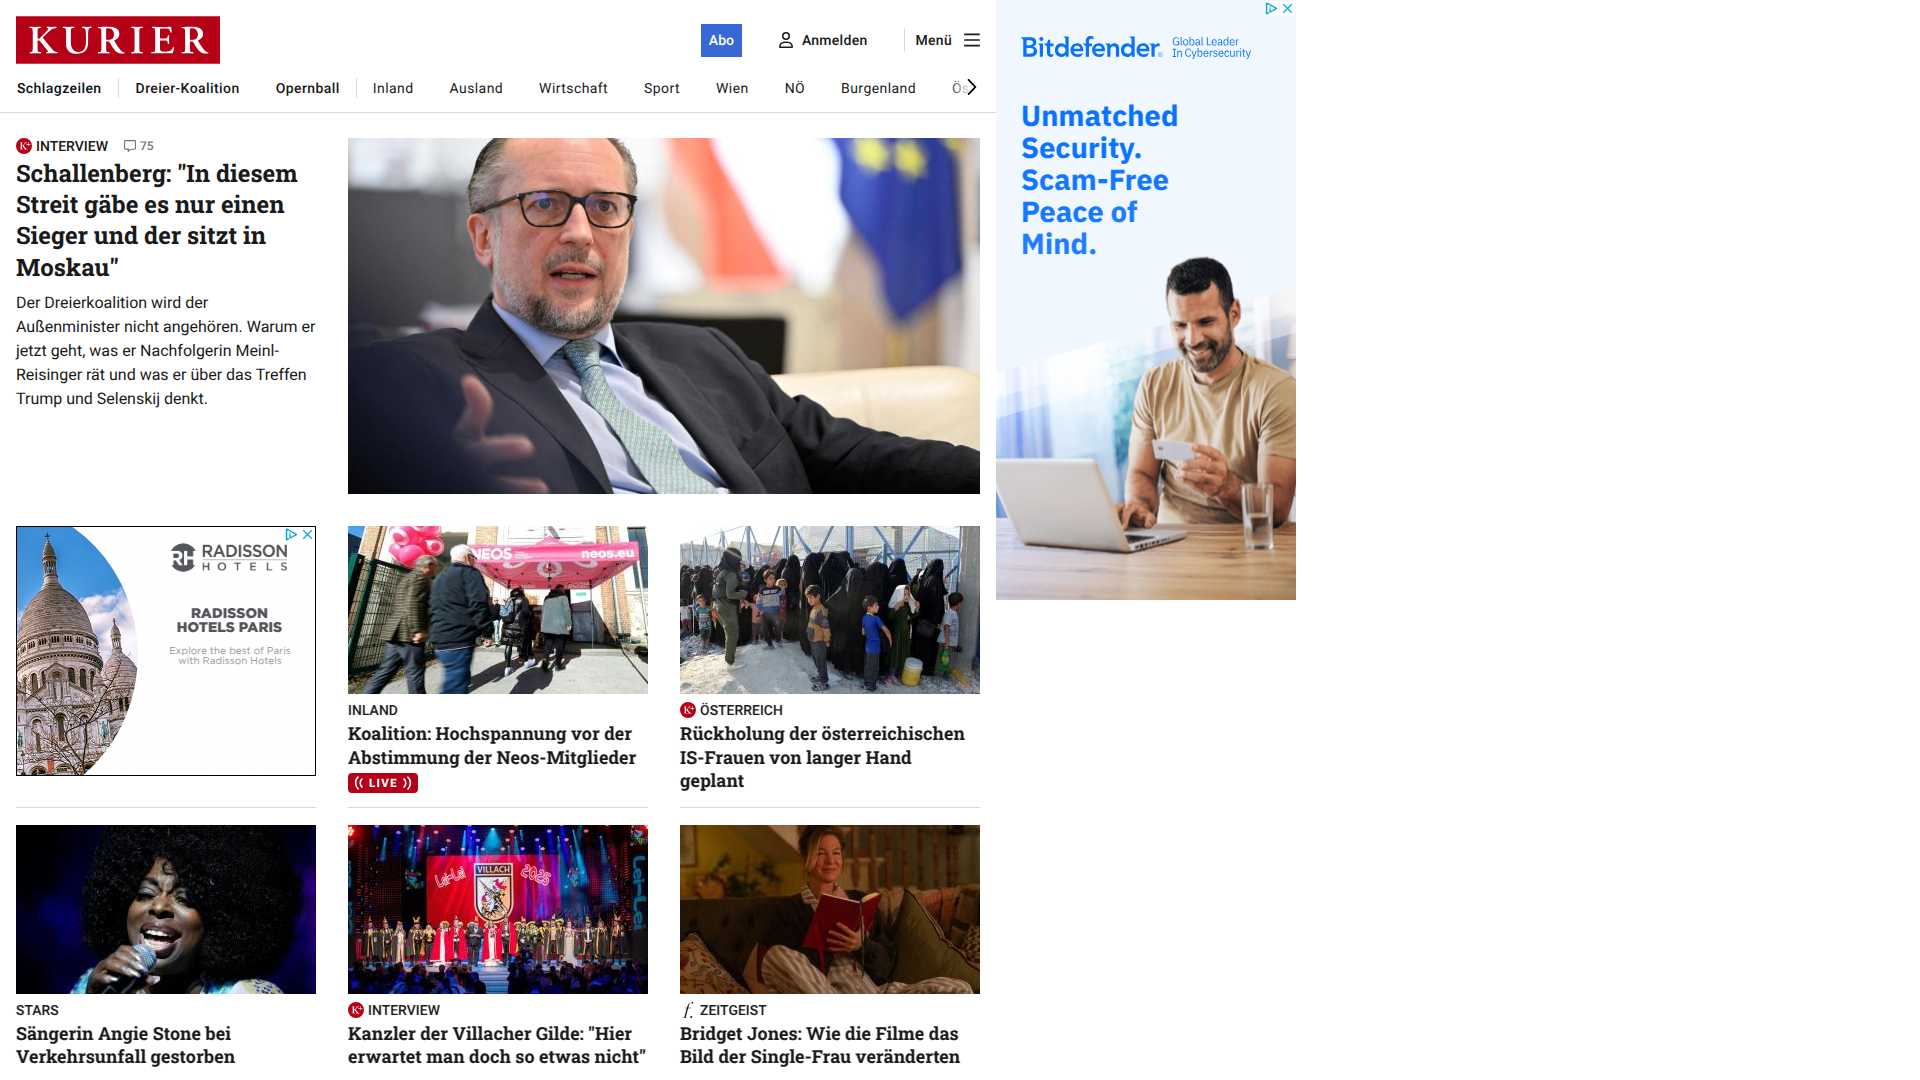 KURIER
Abo
Anmelden
Menü
Schlagzeilen
Dreier-Koalition
Opernball
Inland
Ausland
Wirtschaft
Sport
Wien
NÖ
Burgenland
INTERVIEW
75
Schallenberg: "In diesem
Streit gäbe es nur einen
Sieger und der sitzt in
Moskau"
Der Dreierkoalition wird der
Außenminister nicht angehören. Warum er
jetzt geht, was er Nachfolgerin Meinl-
Reisinger rät und was er über das Treffen
Trump und Selenskij denkt.
Bitdefender
Global Leader
In Cybersecurity
Unmatched
Security.
Scam-Free
Peace of
Mind.
RH RADISSON
HOTELS
RADISSON
HOTELS PARIS
Explore the best of Paris
with Radisson Hotels
NEOS
neos.eu
INLAND
Koalition: Hochspannung vor der
Abstimmung der Neos-Mitglieder
LIVE
K+ ÖSTERREICH
Rückholung der österreichischen
IS-Frauen von langer Hand
geplant
STARS
Sängerin Angie Stone bei
Verkehrsunfall gestorben
Lei-Lei
VILLACH
2025
Lei-Lei
K+ INTERVIEW
Kanzler der Villacher Gilde: "Hier
erwartet man doch so etwas nicht"
f. ZEITGEIST
Bridget Jones: Wie die Filme das
Bild der Single-Frau veränderten